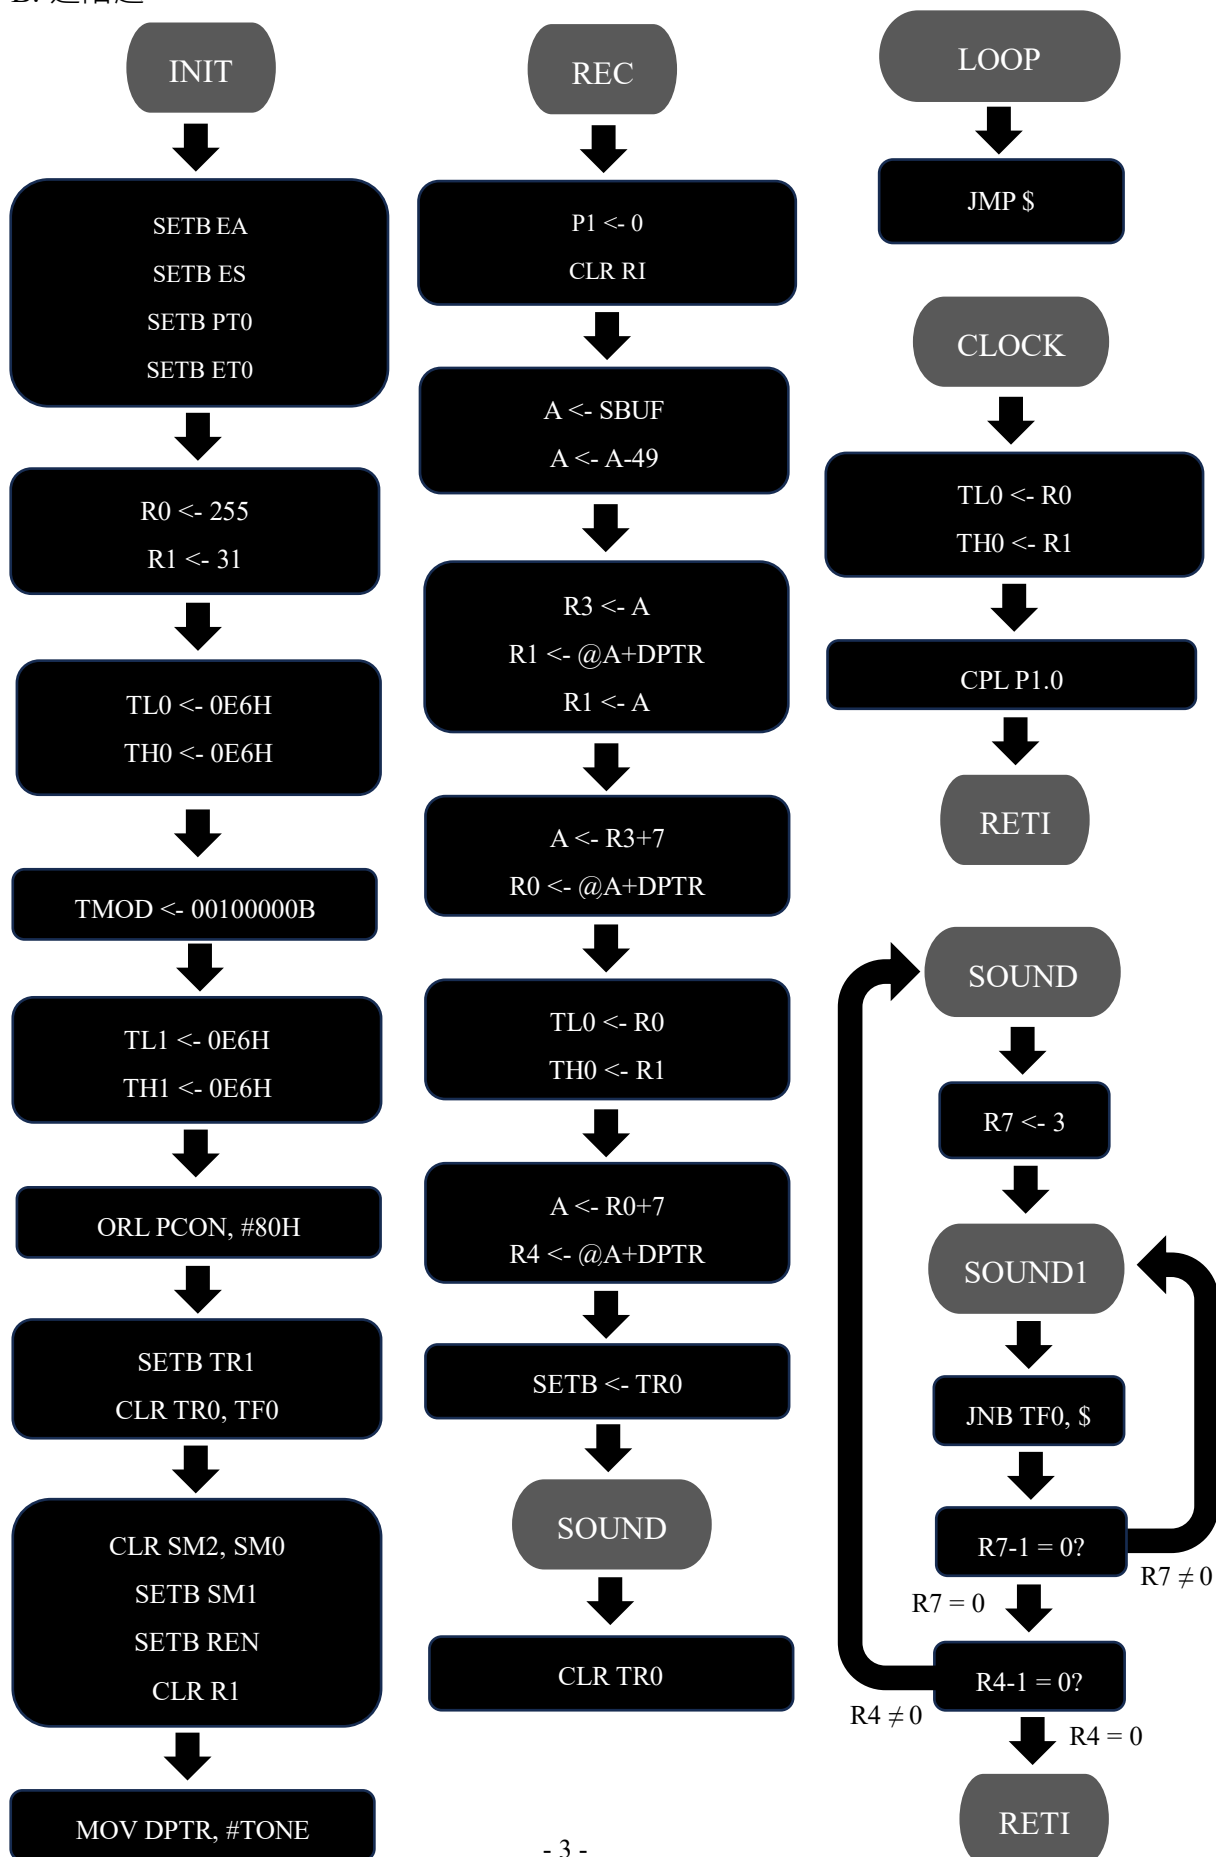 INIT
SETB EA
SETB ES
SETB PT0
SETB ET0
R0 <- 255
R1 <- 31
TL0 <- 0E6H
TH0 <- 0E6H
TMOD <- 00100000B
TL1 <- 0E6H
TH1 <- 0E6H
ORL PCON, #80H
SETB TR1
CLR TR0, TF0
CLR SM2, SM0
SETB SM1
SETB REN
CLR R1
MOV DPTR, #TONE
REC
P1 <- 0
CLR RI
A <- SBUF
A <- A-49
R3 <- A
R1 <- @A+DPTR
R1 <- A
A <- R3+7
R0 <- @A+DPTR
TL0 <- R0
TH0 <- R1
A <- R0+7
R4 <- @A+DPTR
SETB <- TR0
SOUND
CLR TR0
LOOP
JMP $
CLOCK
TL0 <- R0
TH0 <- R1
CPL P1.0
RETI
SOUND
R7 <- 3
SOUND1
JNB TF0, $
R7-1 = 0?
R7 ≠ 0
R7 = 0
R4-1 = 0?
R4 ≠ 0
R4 = 0
RETI
- 3 -